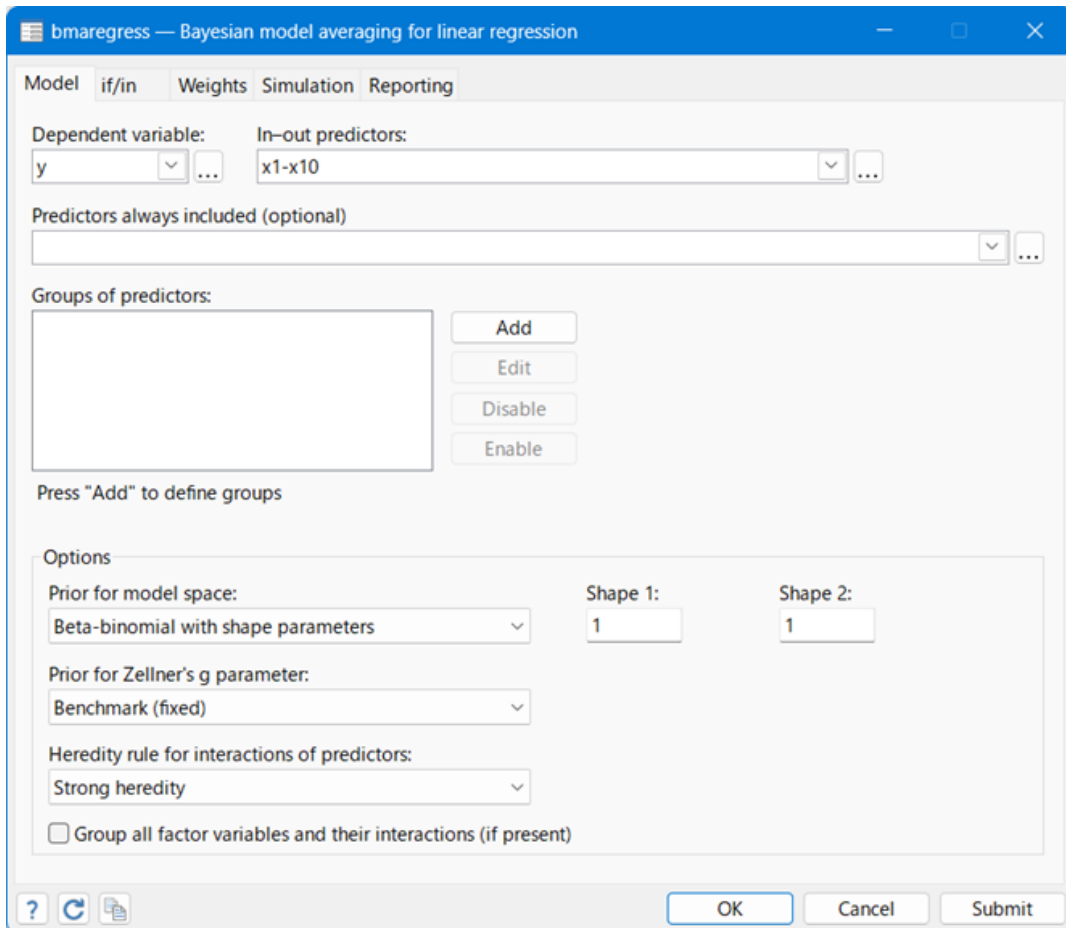 bmaregress — Bayesian model averaging for linear regression
Model if/in Weights Simulation Reporting
Dependent variable: In–out predictors:
y ... x1-x10 ...
Predictors always included (optional)
...
Groups of predictors:
Add
Edit
Disable
Enable
Press "Add" to define groups
Options
Prior for model space: Shape 1: Shape 2:
Beta-binomial with shape parameters 1 1
Prior for Zellner's g parameter:
Benchmark (fixed)
Heredity rule for interactions of predictors:
Strong heredity
Group all factor variables and their interactions (if present)
? OK Cancel Submit